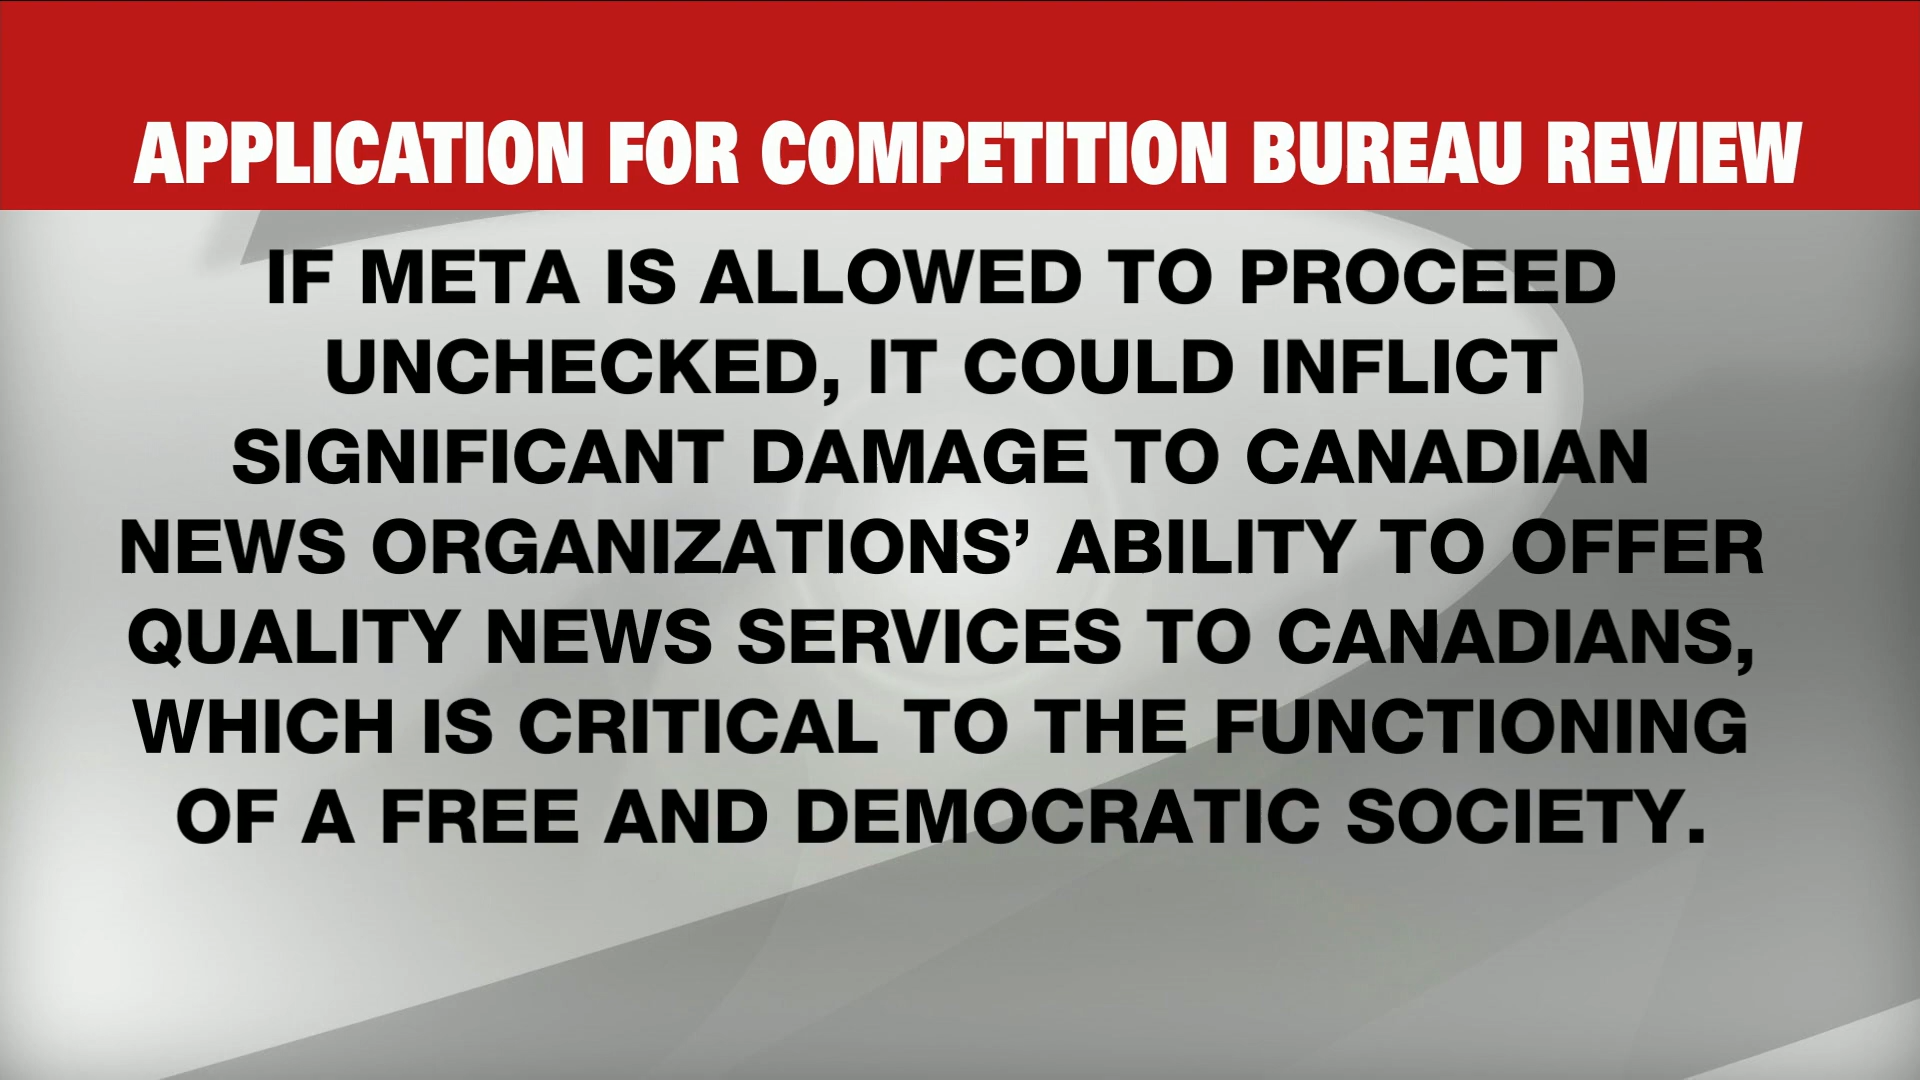 APPLICATION FOR COMPETITION BUREAU REVIEW
IF META IS ALLOWED TO PROCEED
UNCHECKED, IT COULD INFLICT
SIGNIFICANT DAMAGE TO CANADIAN
NEWS ORGANIZATIONS’ ABILITY TO OFFER
QUALITY NEWS SERVICES TO CANADIANS,
WHICH IS CRITICAL TO THE FUNCTIONING
OF A FREE AND DEMOCRATIC SOCIETY.